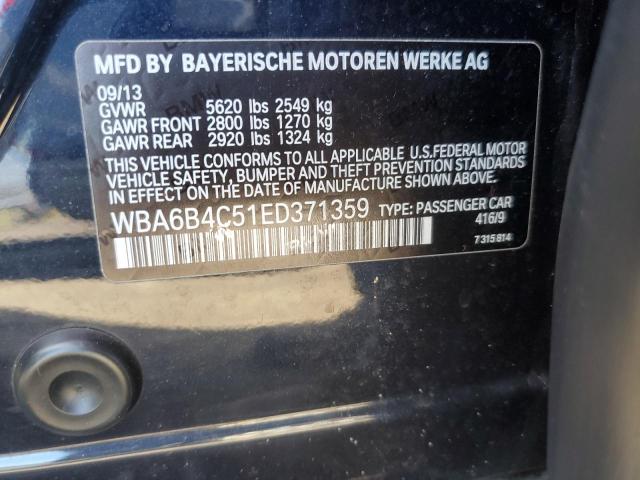 MFD BY BAYERISCHE MOTOREN WERKE AG
09/13
GVWR 5620 lbs 2549 kg
GAWR FRONT 2800 lbs 1270 kg
GAWR REAR 2920 lbs 1324 kg
THIS VEHICLE CONFORMS TO ALL APPLICABLE U.S.FEDERAL MOTOR
VEHICLE SAFETY, BUMPER AND THEFT PREVENTION STANDARDS
IN EFFECT ON THE DATE OF MANUFACTURE SHOWN ABOVE.
WBA6B4C51ED371359 TYPE: PASSENGER CAR
416/9
7 315 814